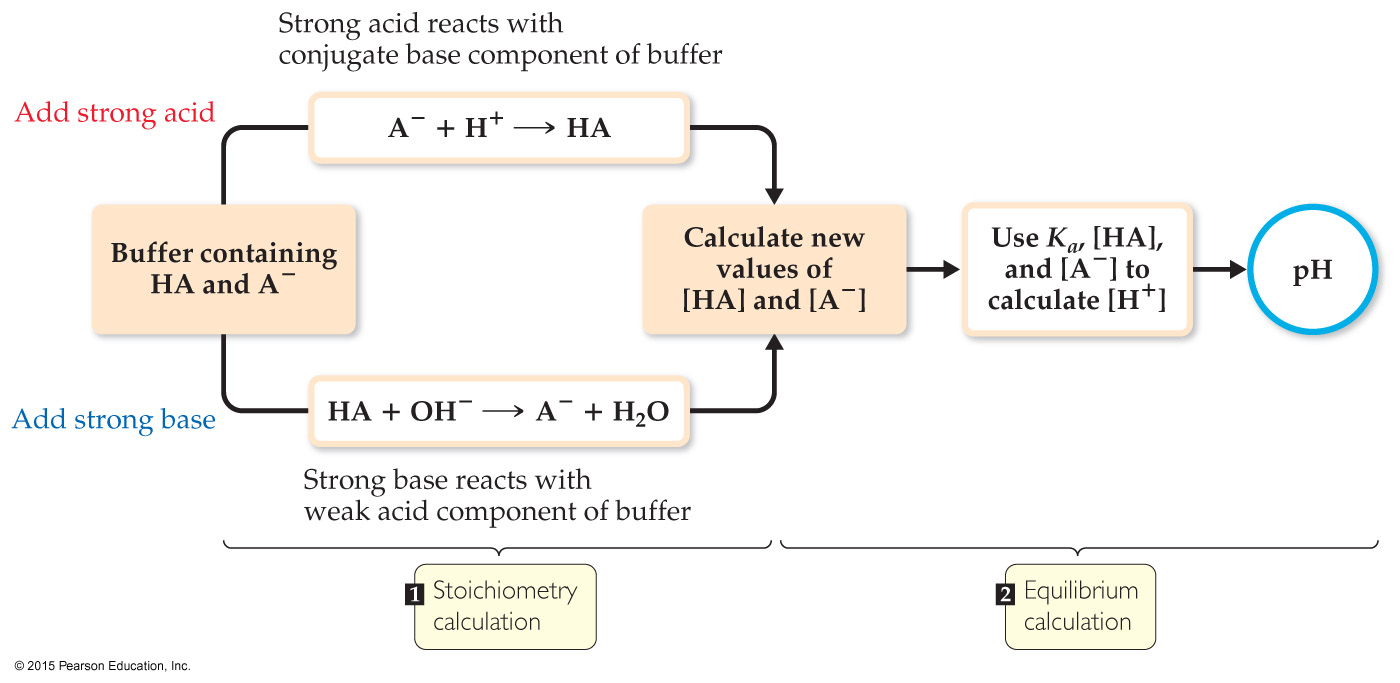 Strong acid reacts with
conjugate base component of buffer
Add strong acid
A⁻ + H⁺ ⟶ HA
Buffer containing
HA and A⁻
Calculate new
values of
[HA] and [A⁻]
Use Kₐ, [HA],
and [A⁻] to
calculate [H⁺]
pH
Add strong base
HA + OH⁻ ⟶ A⁻ + H₂O
Strong base reacts with
weak acid component of buffer
1 Stoichiometry
calculation
2 Equilibrium
calculation
© 2015 Pearson Education, Inc.